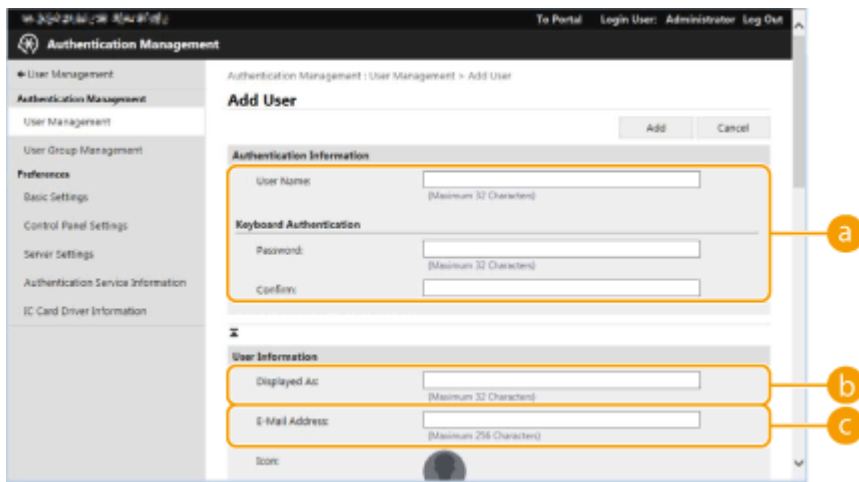 To Portal Login User: Administrator Log Out
Authentication Management
User Management
Authentication Management
User Management
User Group Management
Preferences
Basic Settings
Control Panel Settings
Server Settings
Authentication Service Information
IC Card Driver Information
Authentication Management : User Management > Add User
Add User
Add Cancel
Authentication Information
User Name:
(Maximum 32 Characters)
Keyboard Authentication
Password:
(Maximum 32 Characters)
Confirm:
a
User Information
Displayed As:
(Maximum 32 Characters)
b
E-Mail Address:
(Maximum 256 Characters)
c
Icon: